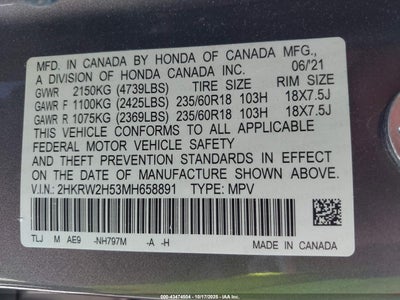 MFD. IN CANADA BY HONDA OF CANADA MFG., 06/21
A DIVISION OF HONDA CANADA INC. TIRE SIZE RIM SIZE
GVWR 2150KG (4739LBS)
GAWR F 1100KG (2425LBS) 235/60R18 103H 18X7.5J
GAWR R 1075KG (2369LBS) 235/60R18 103H 18X7.5J
THIS VEHICLE CONFORMS TO ALL APPLICABLE
FEDERAL MOTOR VEHICLE SAFETY
AND THEFT PREVENTION STANDARDS IN EFFECT
ON THE DATE OF MANUFACTURE SHOWN ABOVE.
V.I.N.: 2HKRW2H53MH658891 TYPE: MPV
TLJ M AE9 -NH797M -A -H
MADE IN CANADA
000-43474504 - 10/17/2025 - IAA, Inc.